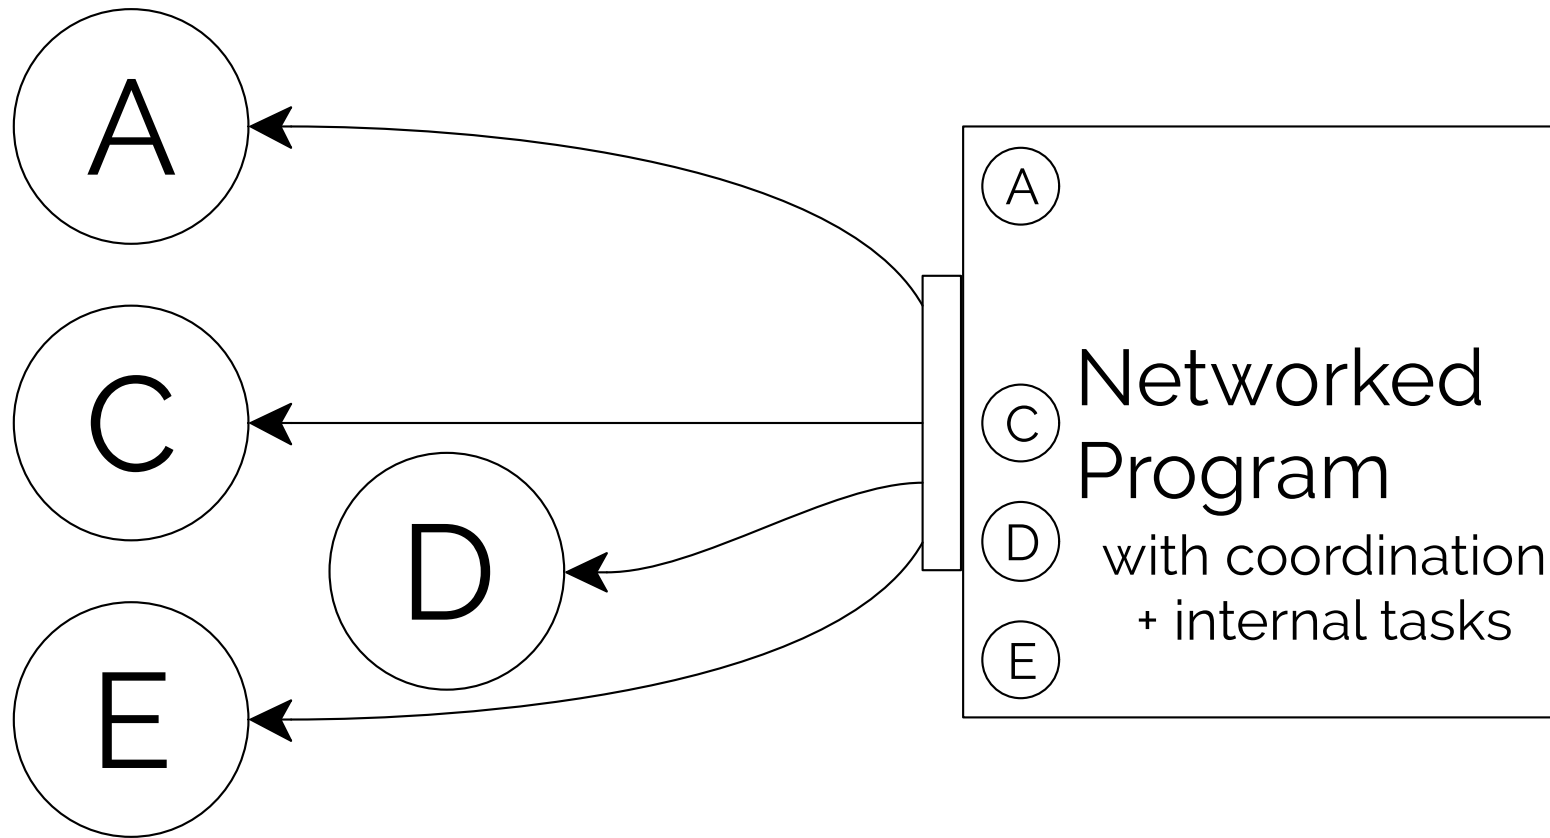 A
C
D
E
A
C
D
E
Networked
Program
with coordination
+ internal tasks